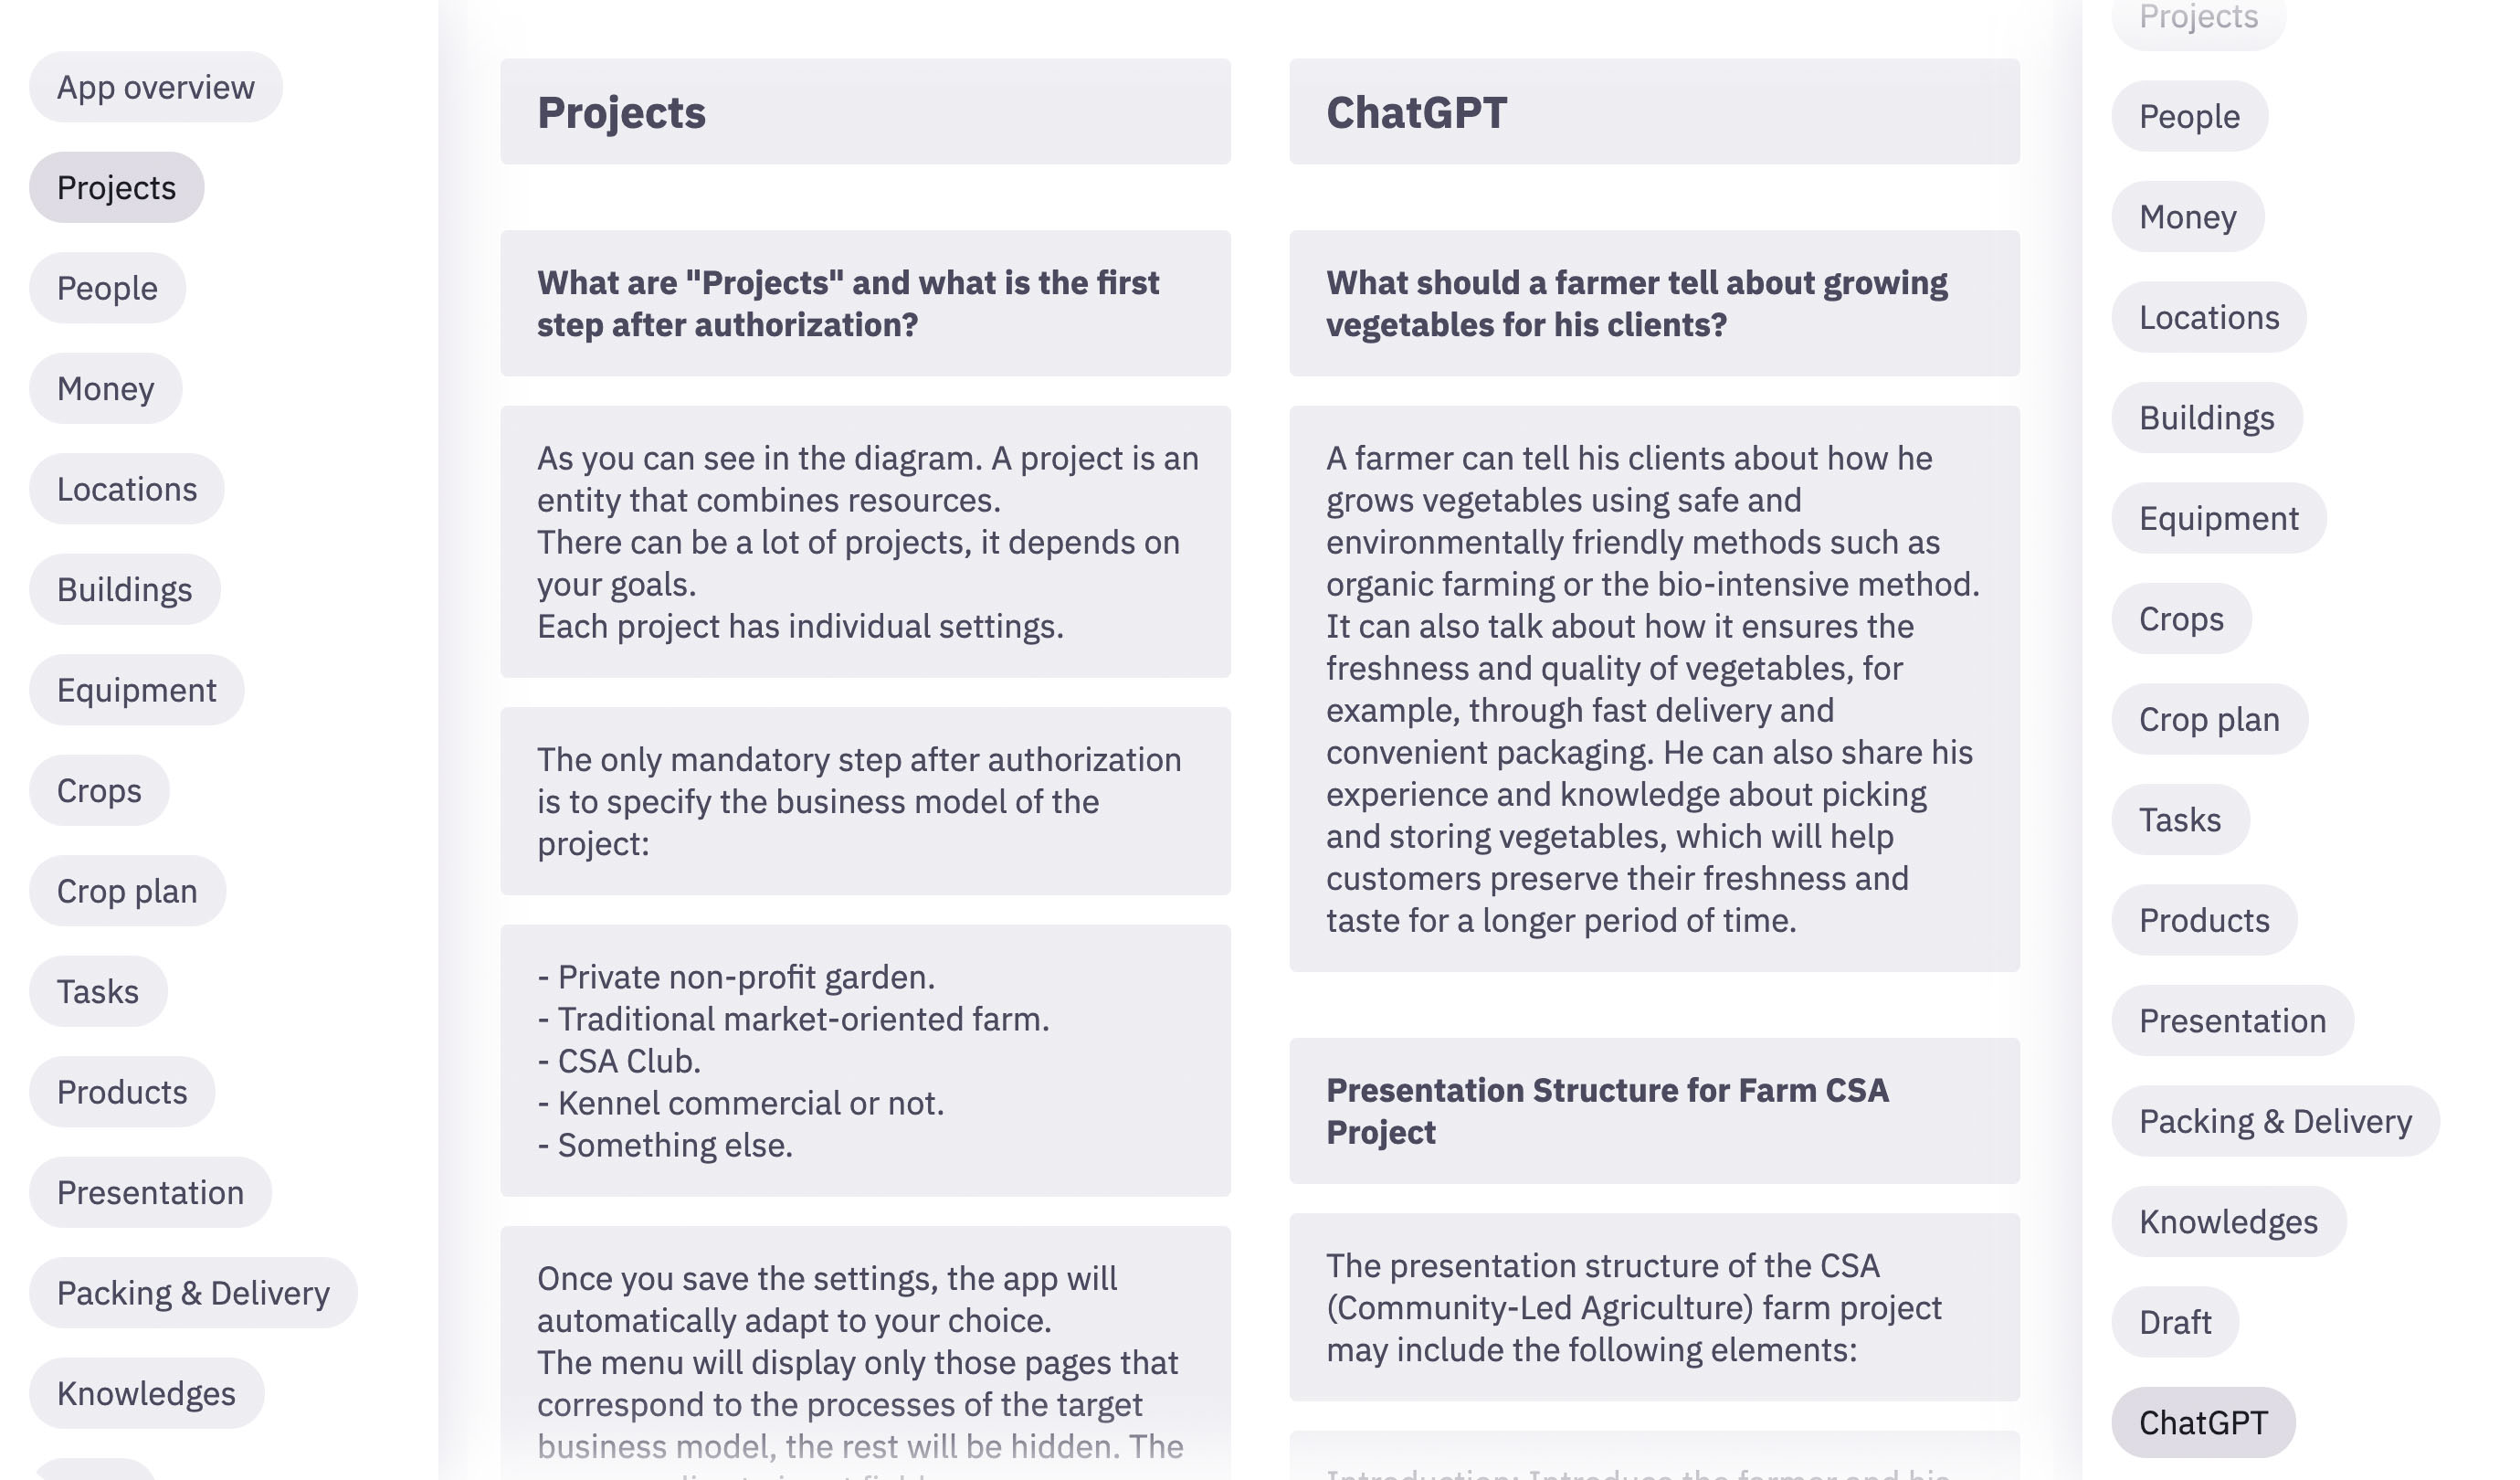 App overview
Projects
People
Money
Locations
Buildings
Equipment
Crops
Crop plan
Tasks
Products
Presentation
Packing & Delivery
Knowledges
Projects
What are "Projects" and what is the first
step after authorization?
As you can see in the diagram. A project is an
entity that combines resources.
There can be a lot of projects, it depends on
your goals.
Each project has individual settings.
The only mandatory step after authorization
is to specify the business model of the
project:
- Private non-profit garden.
- Traditional market-oriented farm.
- CSA Club.
- Kennel commercial or not.
- Something else.
Once you save the settings, the app will
automatically adapt to your choice.
The menu will display only those pages that
correspond to the processes of the target
business model, the rest will be hidden. The
ChatGPT
What should a farmer tell about growing
vegetables for his clients?
A farmer can tell his clients about how he
grows vegetables using safe and
environmentally friendly methods such as
organic farming or the bio-intensive method.
It can also talk about how it ensures the
freshness and quality of vegetables, for
example, through fast delivery and
convenient packaging. He can also share his
experience and knowledge about picking
and storing vegetables, which will help
customers preserve their freshness and
taste for a longer period of time.
Presentation Structure for Farm CSA
Project
The presentation structure of the CSA
(Community-Led Agriculture) farm project
may include the following elements:
Introduction: Introduce the farmer and his
Projects
People
Money
Locations
Buildings
Equipment
Crops
Crop plan
Tasks
Products
Presentation
Packing & Delivery
Knowledges
Draft
ChatGPT